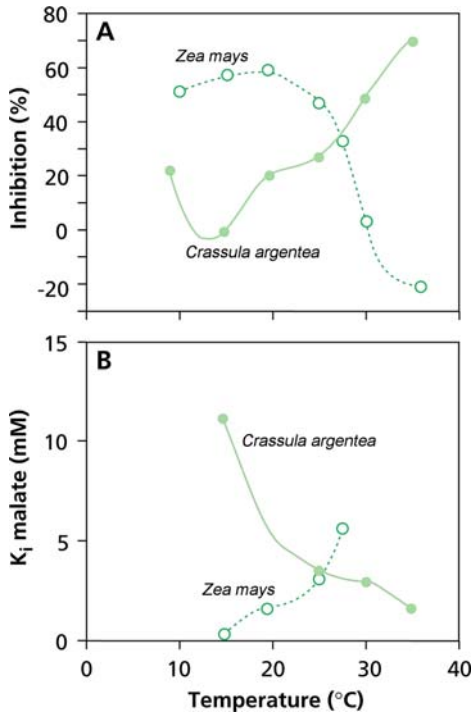 A
Zea mays
80
60
40
20
0
-20
Inhibition (%)
Crassula argentea
B
15
10
5
0
Ki malate (mM)
Crassula argentea
Zea mays
0 10 20 30 40
Temperature (°C)